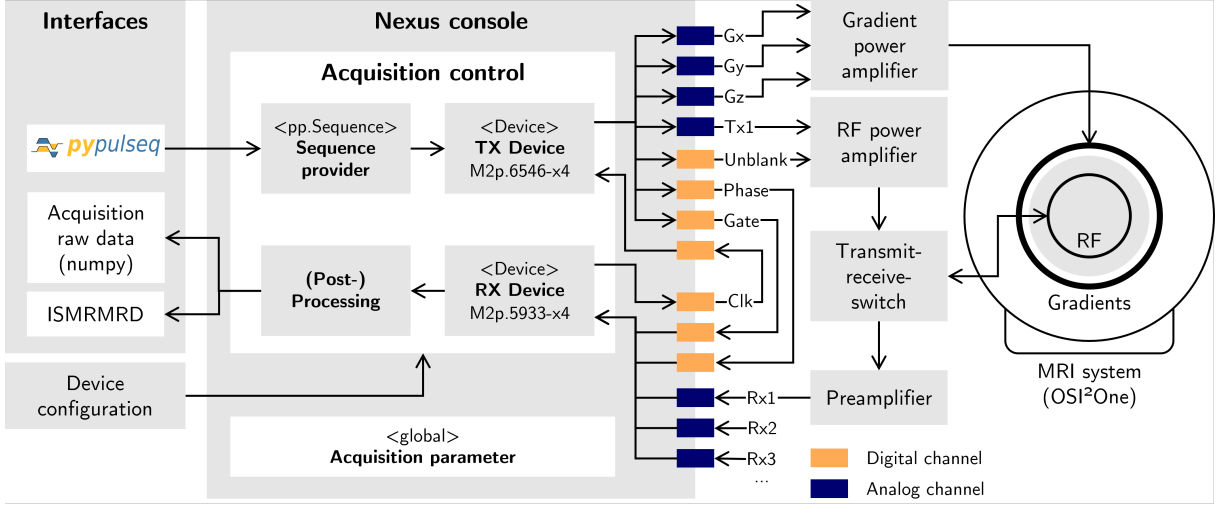 Interfaces
pypulseq
Acquisition
raw data
(numpy)
ISMRMRD
Device
configuration
Nexus console
Acquisition control
<pp.Sequence>
Sequence
provider
<Device>
TX Device
M2p.6546-x4
(Post-)
Processing
<Device>
RX Device
M2p.5933-x4
<global>
Acquisition parameter
Gx
Gy
Gz
Tx1
Unblank
Phase
Gate
Clk
Rx1
Rx2
Rx3
...
Gradient
power
amplifier
RF power
amplifier
Transmit-
receive-
switch
Preamplifier
Digital channel
Analog channel
RF
Gradients
MRI system
(OSI²One)